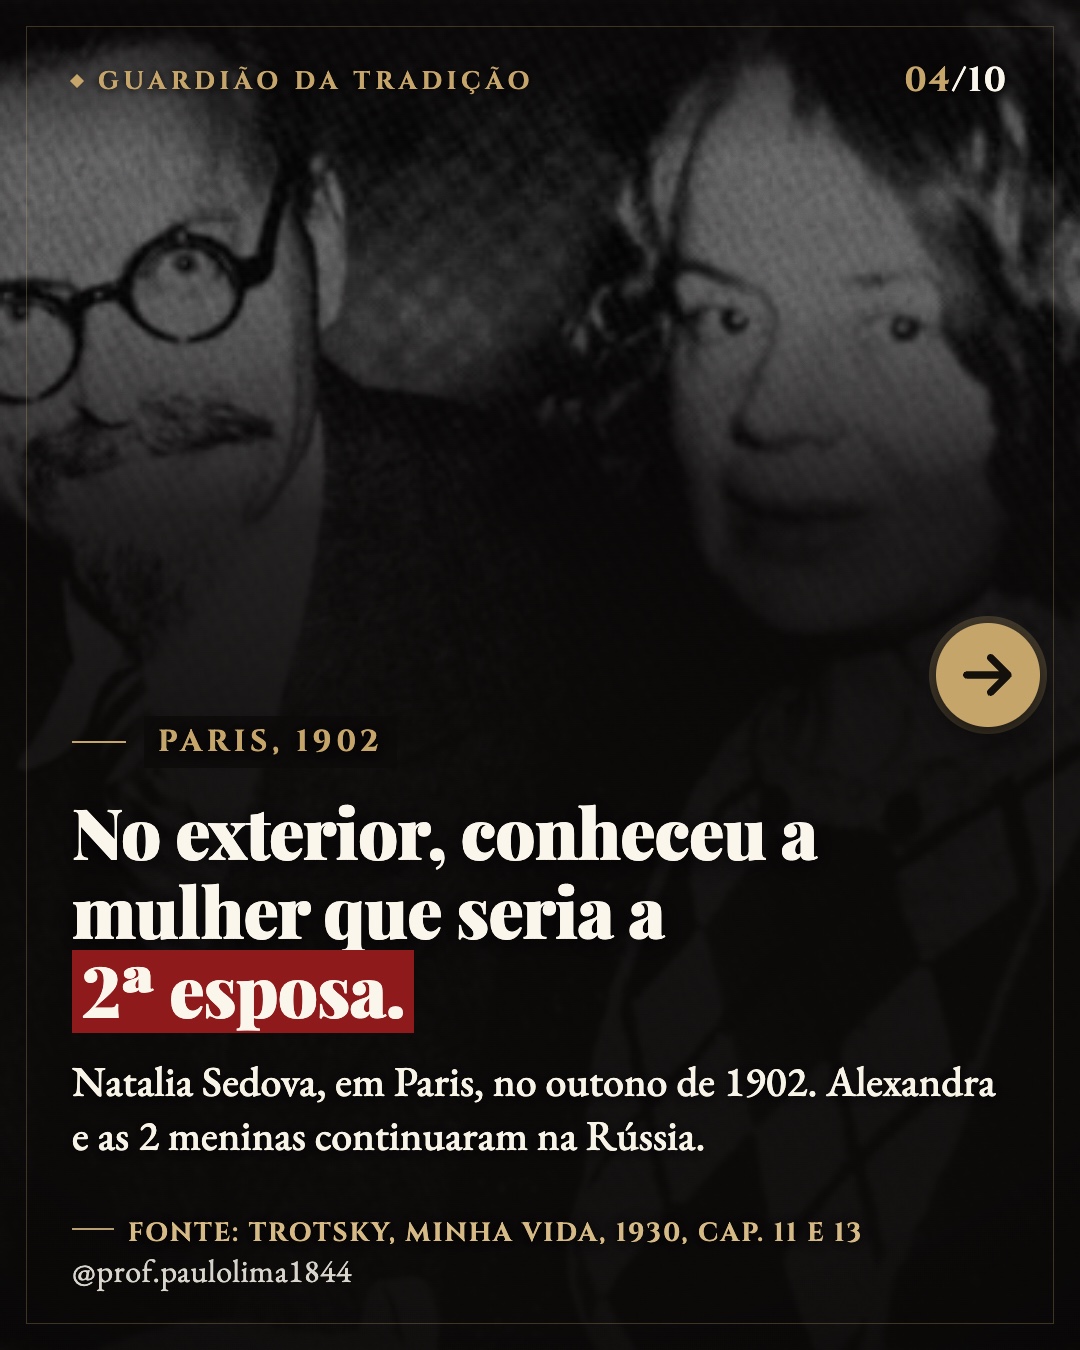 GUARDIÃO DA TRADIÇÃO
04/10
PARIS, 1902
No exterior, conheceu a
mulher que seria a
2ª esposa.
Natalia Sedova, em Paris, no outono de 1902. Alexandra
e as 2 meninas continuaram na Rússia.
FONTE: TROTSKY, MINHA VIDA, 1930, CAP. 11 E 13
@prof.paulolima1844